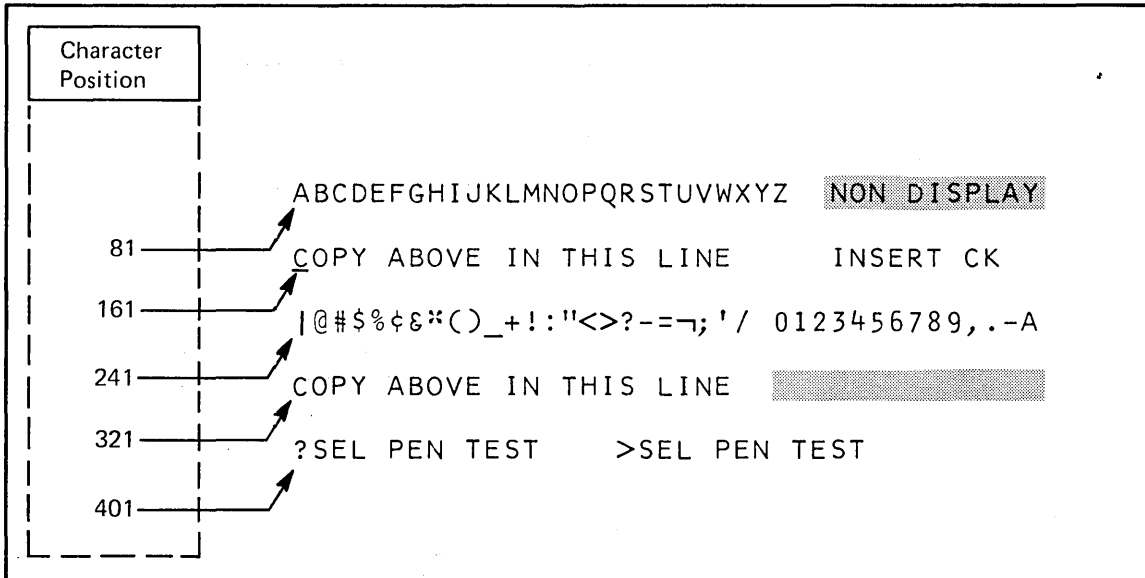 Character
Position
ABCDEFGHIJKLMNOPQRSTUVWXYZ NON DISPLAY
81
COPY ABOVE IN THIS LINE INSERT CK
161
|@#$%¢&*()_+!:"<>?-=¬;'/ 0123456789,.-A
241
COPY ABOVE IN THIS LINE
321
?SEL PEN TEST >SEL PEN TEST
401